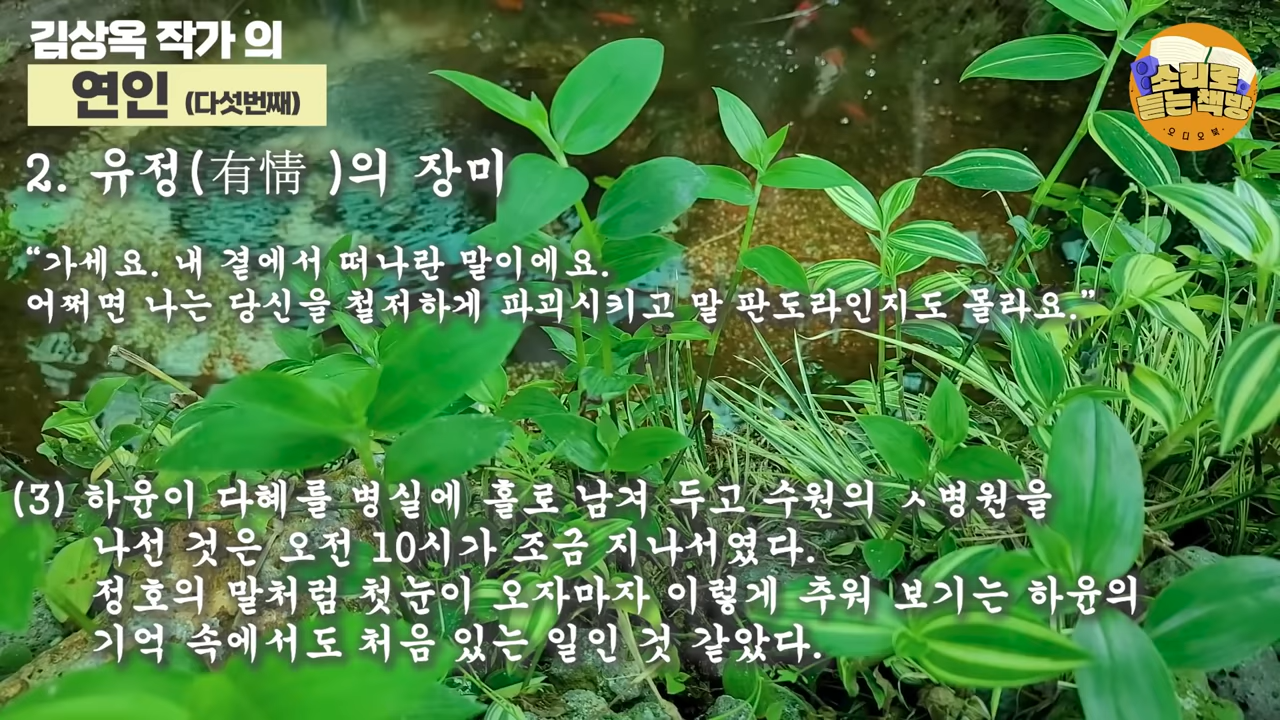 김상옥 작가 의
연인 (다섯번째)
소리로
듣는 책방
·오디오북·
2. 유정(有情 )의 장미
“가세요. 내 곁에서 떠나란 말이에요.
어쩌면 나는 당신을 철저하게 파괴시키고 말 판도라인지도 몰라요.”
(3) 하윤이 다혜를 병실에 홀로 남겨 두고 수원의 ㅅ병원을
나선 것은 오전 10시가 조금 지나서였다.
정호의 말처럼 첫눈이 오자마자 이렇게 추워 보기는 하윤의
기억 속에서도 처음 있는 일인 것 같았다.